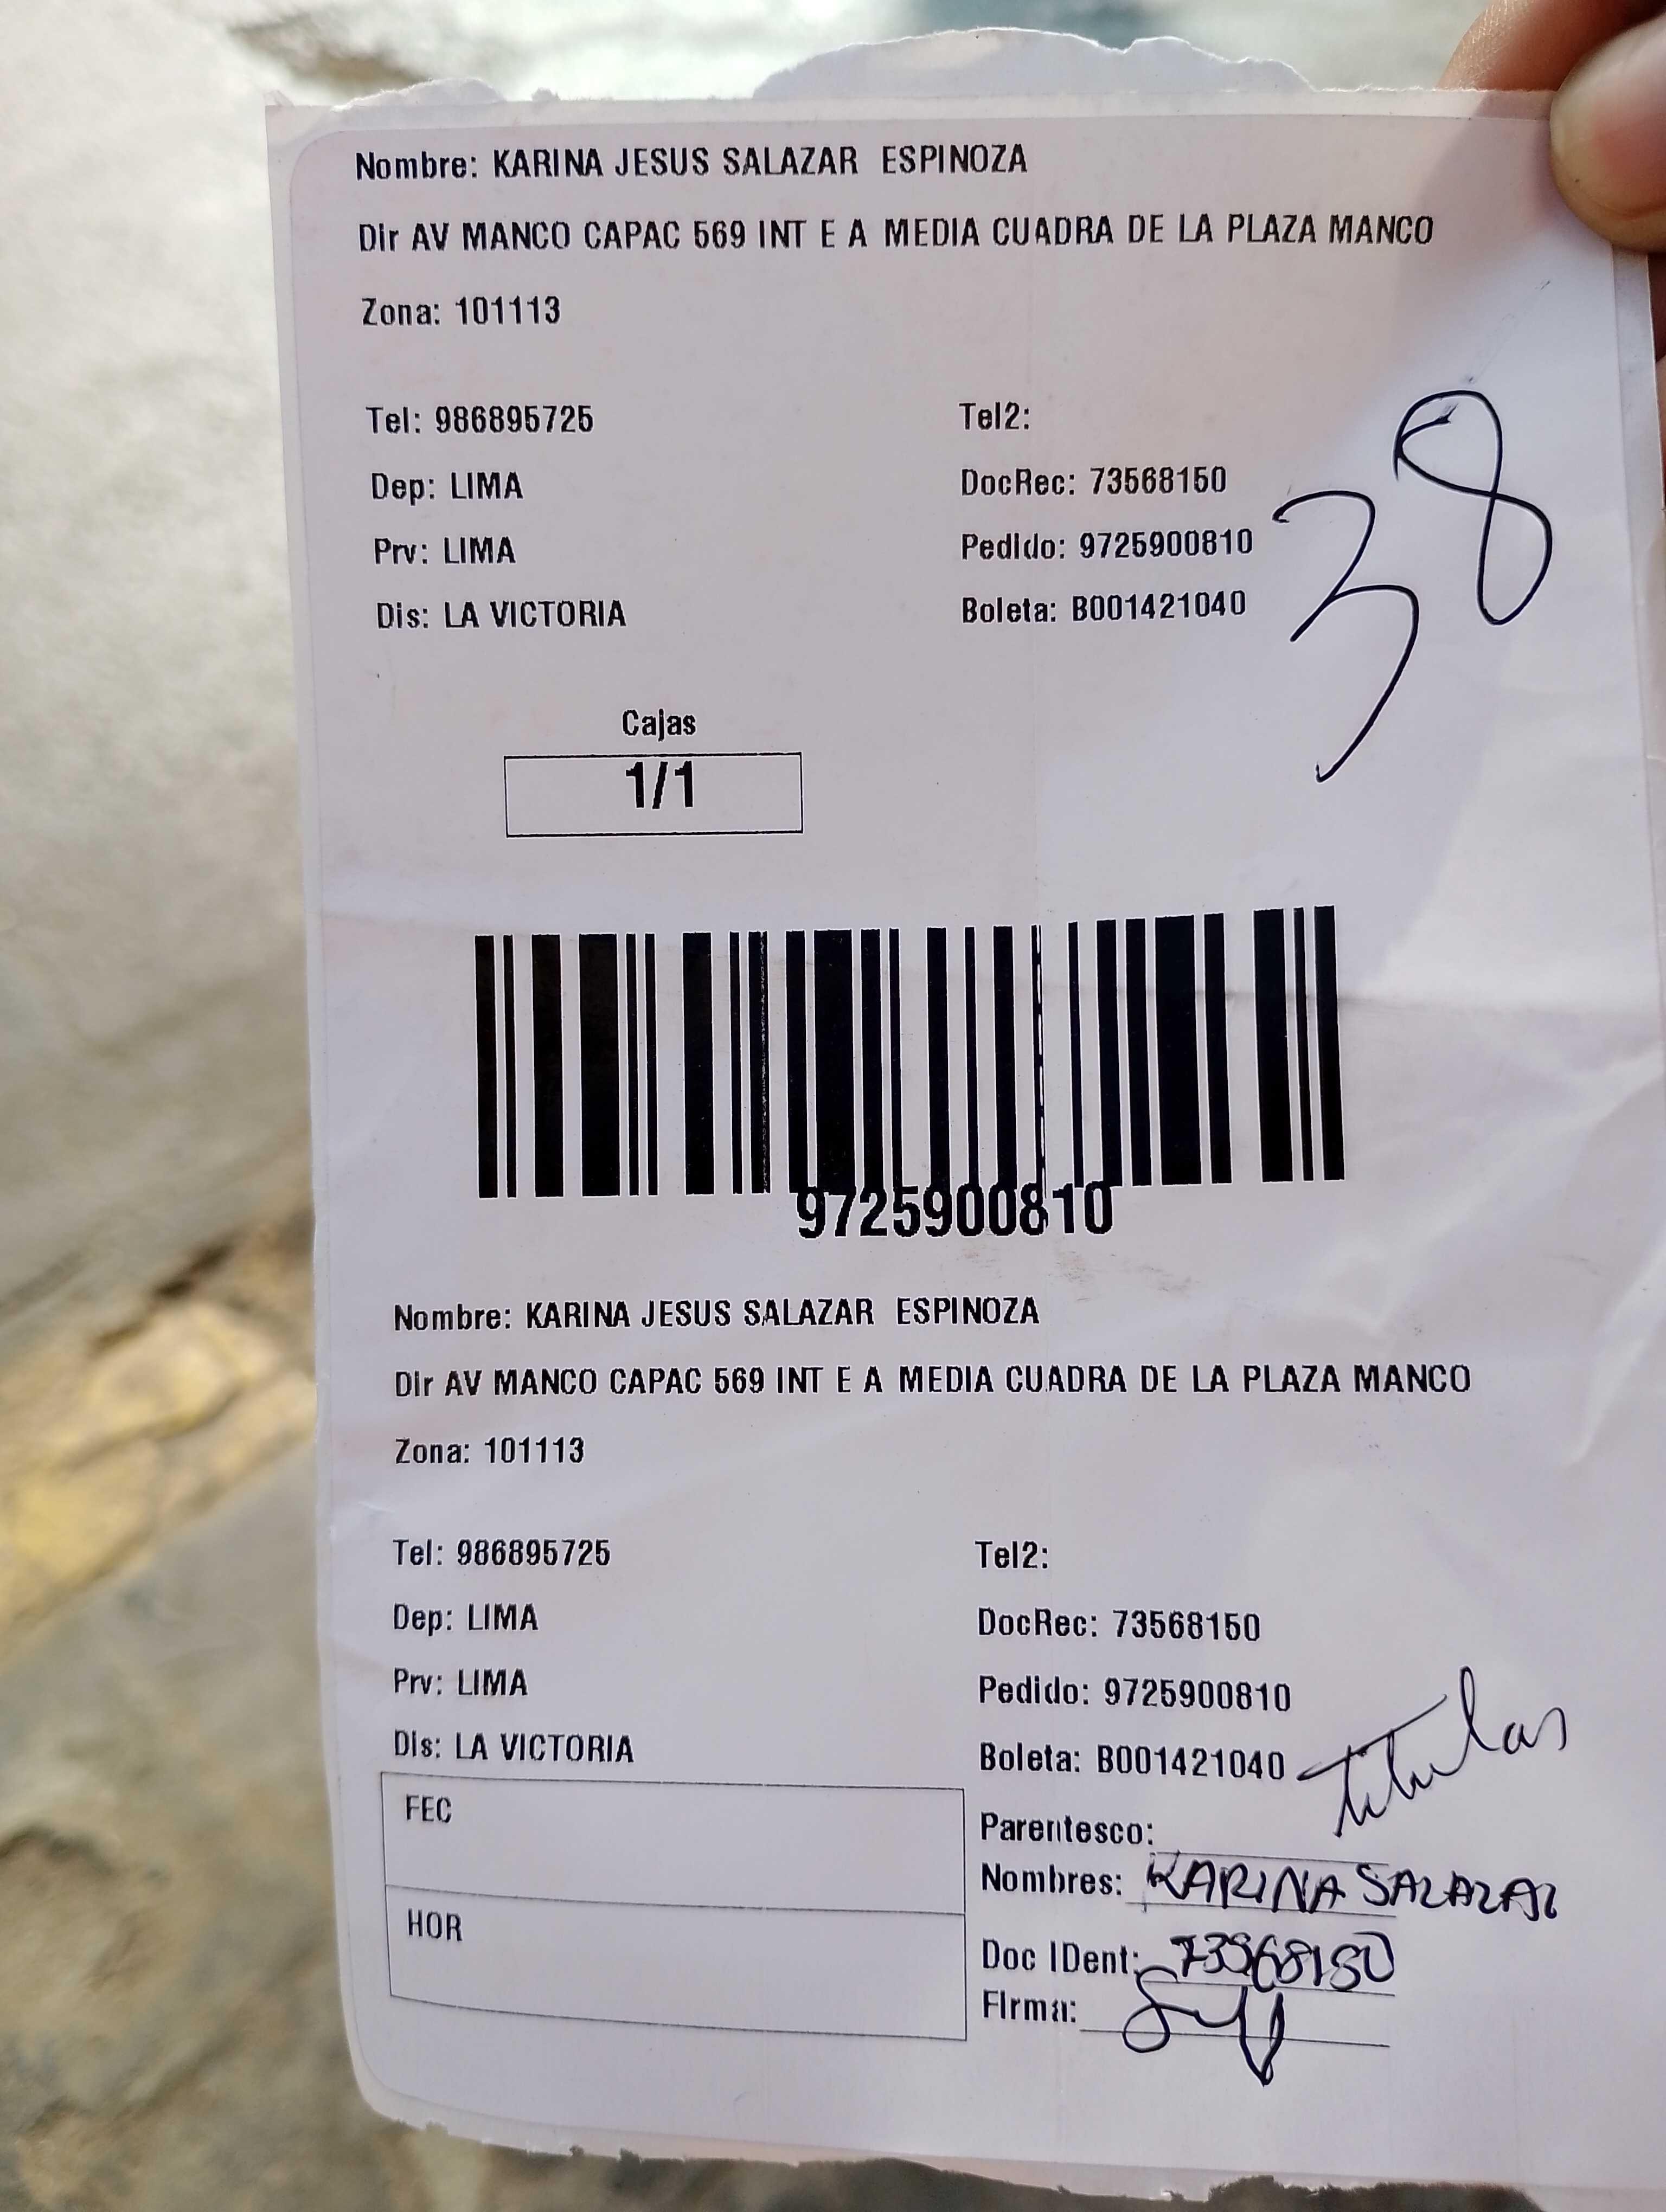 Nombre: KARINA JESUS SALAZAR ESPINOZA
Dir AV MANCO CAPAC 569 INT E A MEDIA CUADRA DE LA PLAZA MANCO
Zona: 101113
Tel: 986895725 Tel2:
Dep: LIMA DocRec: 73568150
Prv: LIMA Pedido: 9725900810
Dis: LA VICTORIA Boleta: B001421040
38
Cajas
1/1
9725900810
Nombre: KARINA JESUS SALAZAR ESPINOZA
Dir AV MANCO CAPAC 569 INT E A MEDIA CUADRA DE LA PLAZA MANCO
Zona: 101113
Tel: 986895725 Tel2:
Dep: LIMA DocRec: 73568150
Prv: LIMA Pedido: 9725900810
Dis: LA VICTORIA Boleta: B001421040
FEC
Parentesco:
Nombres: KARINA SALAZAR
HOR
Doc IDent: 73568150
Firma: